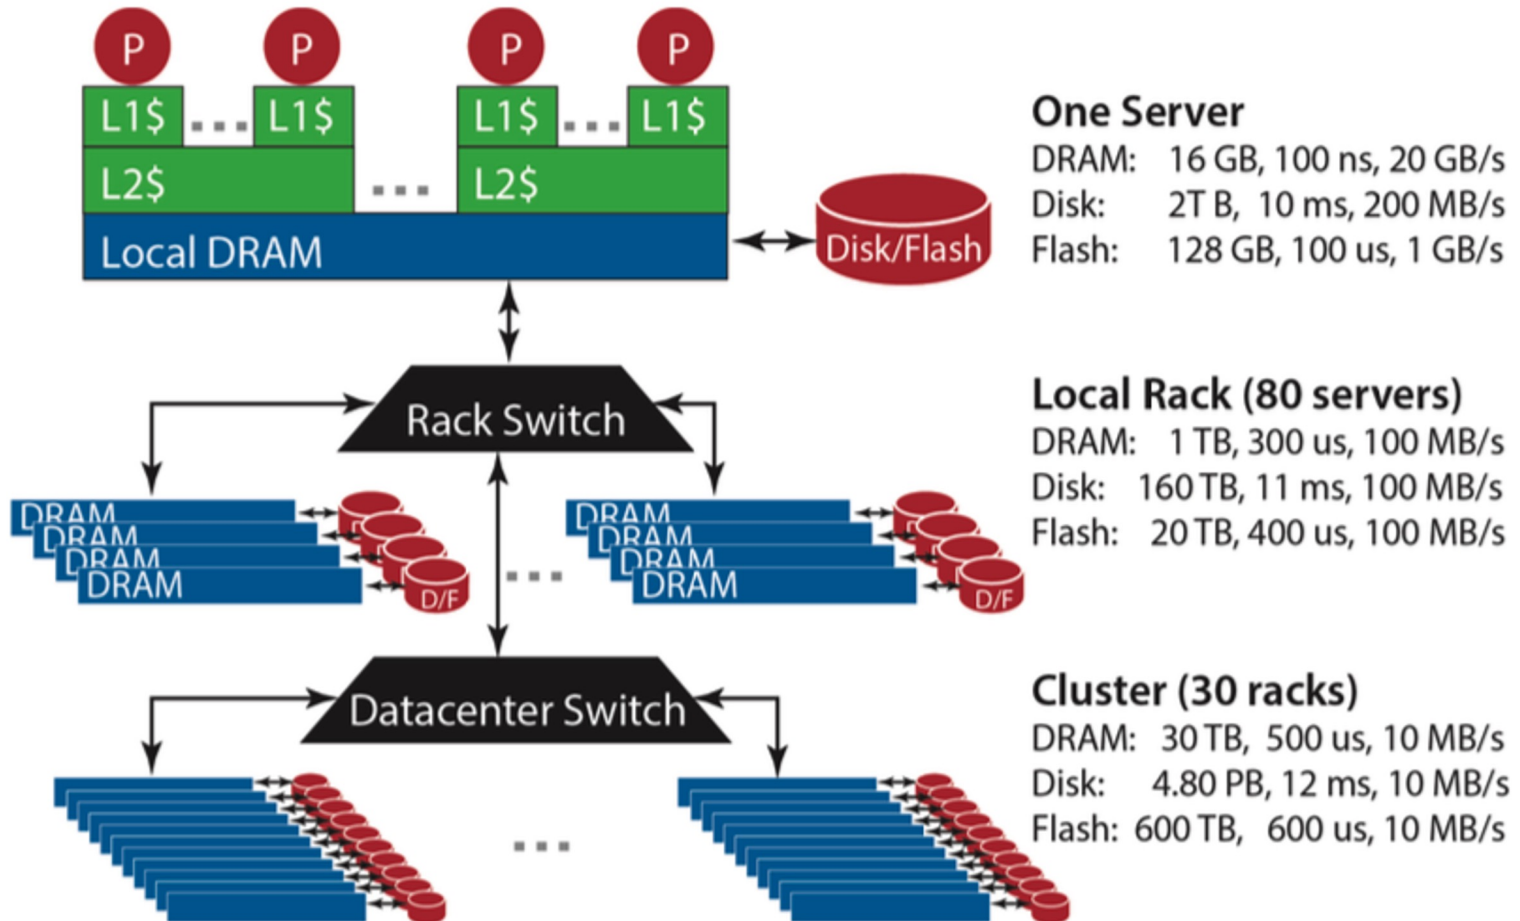 P
P
P
P
L1$
L1$
L1$
L1$
L2$
L2$
Local DRAM
Disk/Flash
One Server
DRAM: 16 GB, 100 ns, 20 GB/s
Disk: 2T B, 10 ms, 200 MB/s
Flash: 128 GB, 100 us, 1 GB/s
Rack Switch
Local Rack (80 servers)
DRAM: 1 TB, 300 us, 100 MB/s
Disk: 160 TB, 11 ms, 100 MB/s
Flash: 20 TB, 400 us, 100 MB/s
DRAM
DRAM
DRAM
DRAM
D/F
DRAM
DRAM
DRAM
DRAM
D/F
Datacenter Switch
Cluster (30 racks)
DRAM: 30 TB, 500 us, 10 MB/s
Disk: 4.80 PB, 12 ms, 10 MB/s
Flash: 600 TB, 600 us, 10 MB/s